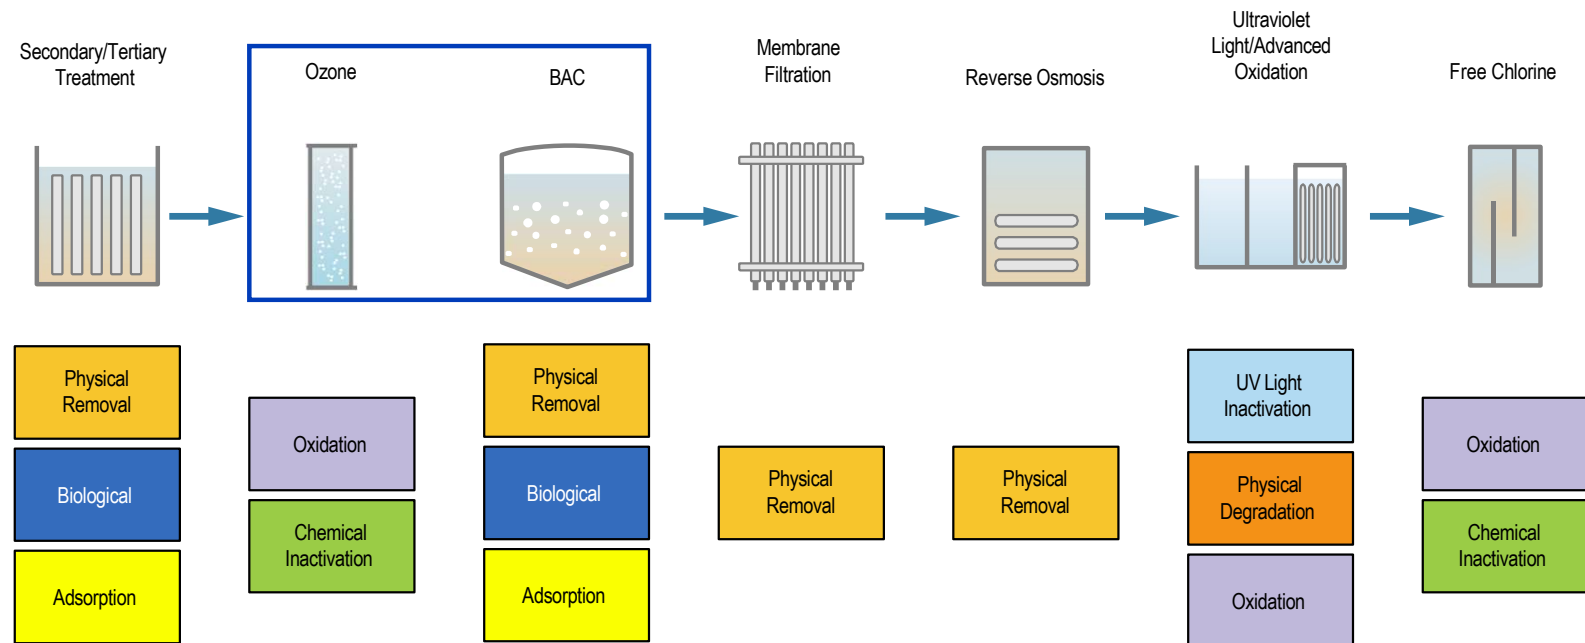 Secondary/Tertiary
Treatment
Ozone
BAC
Membrane
Filtration
Reverse Osmosis
Ultraviolet
Light/Advanced
Oxidation
Free Chlorine
Physical
Removal
Biological
Adsorption
Oxidation
Chemical
Inactivation
Physical
Removal
Biological
Adsorption
Physical
Removal
Physical
Removal
UV Light
Inactivation
Physical
Degradation
Oxidation
Oxidation
Chemical
Inactivation